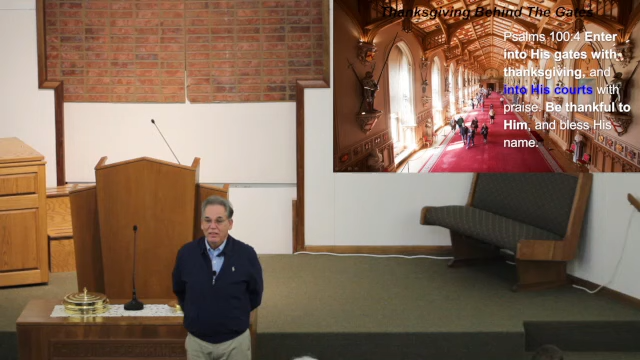 Thanksgiving Behind The Gates
Psalms 100:4 Enter
into His gates with
thanksgiving, and
into His courts with
praise. Be thankful to
Him, and bless His
name.